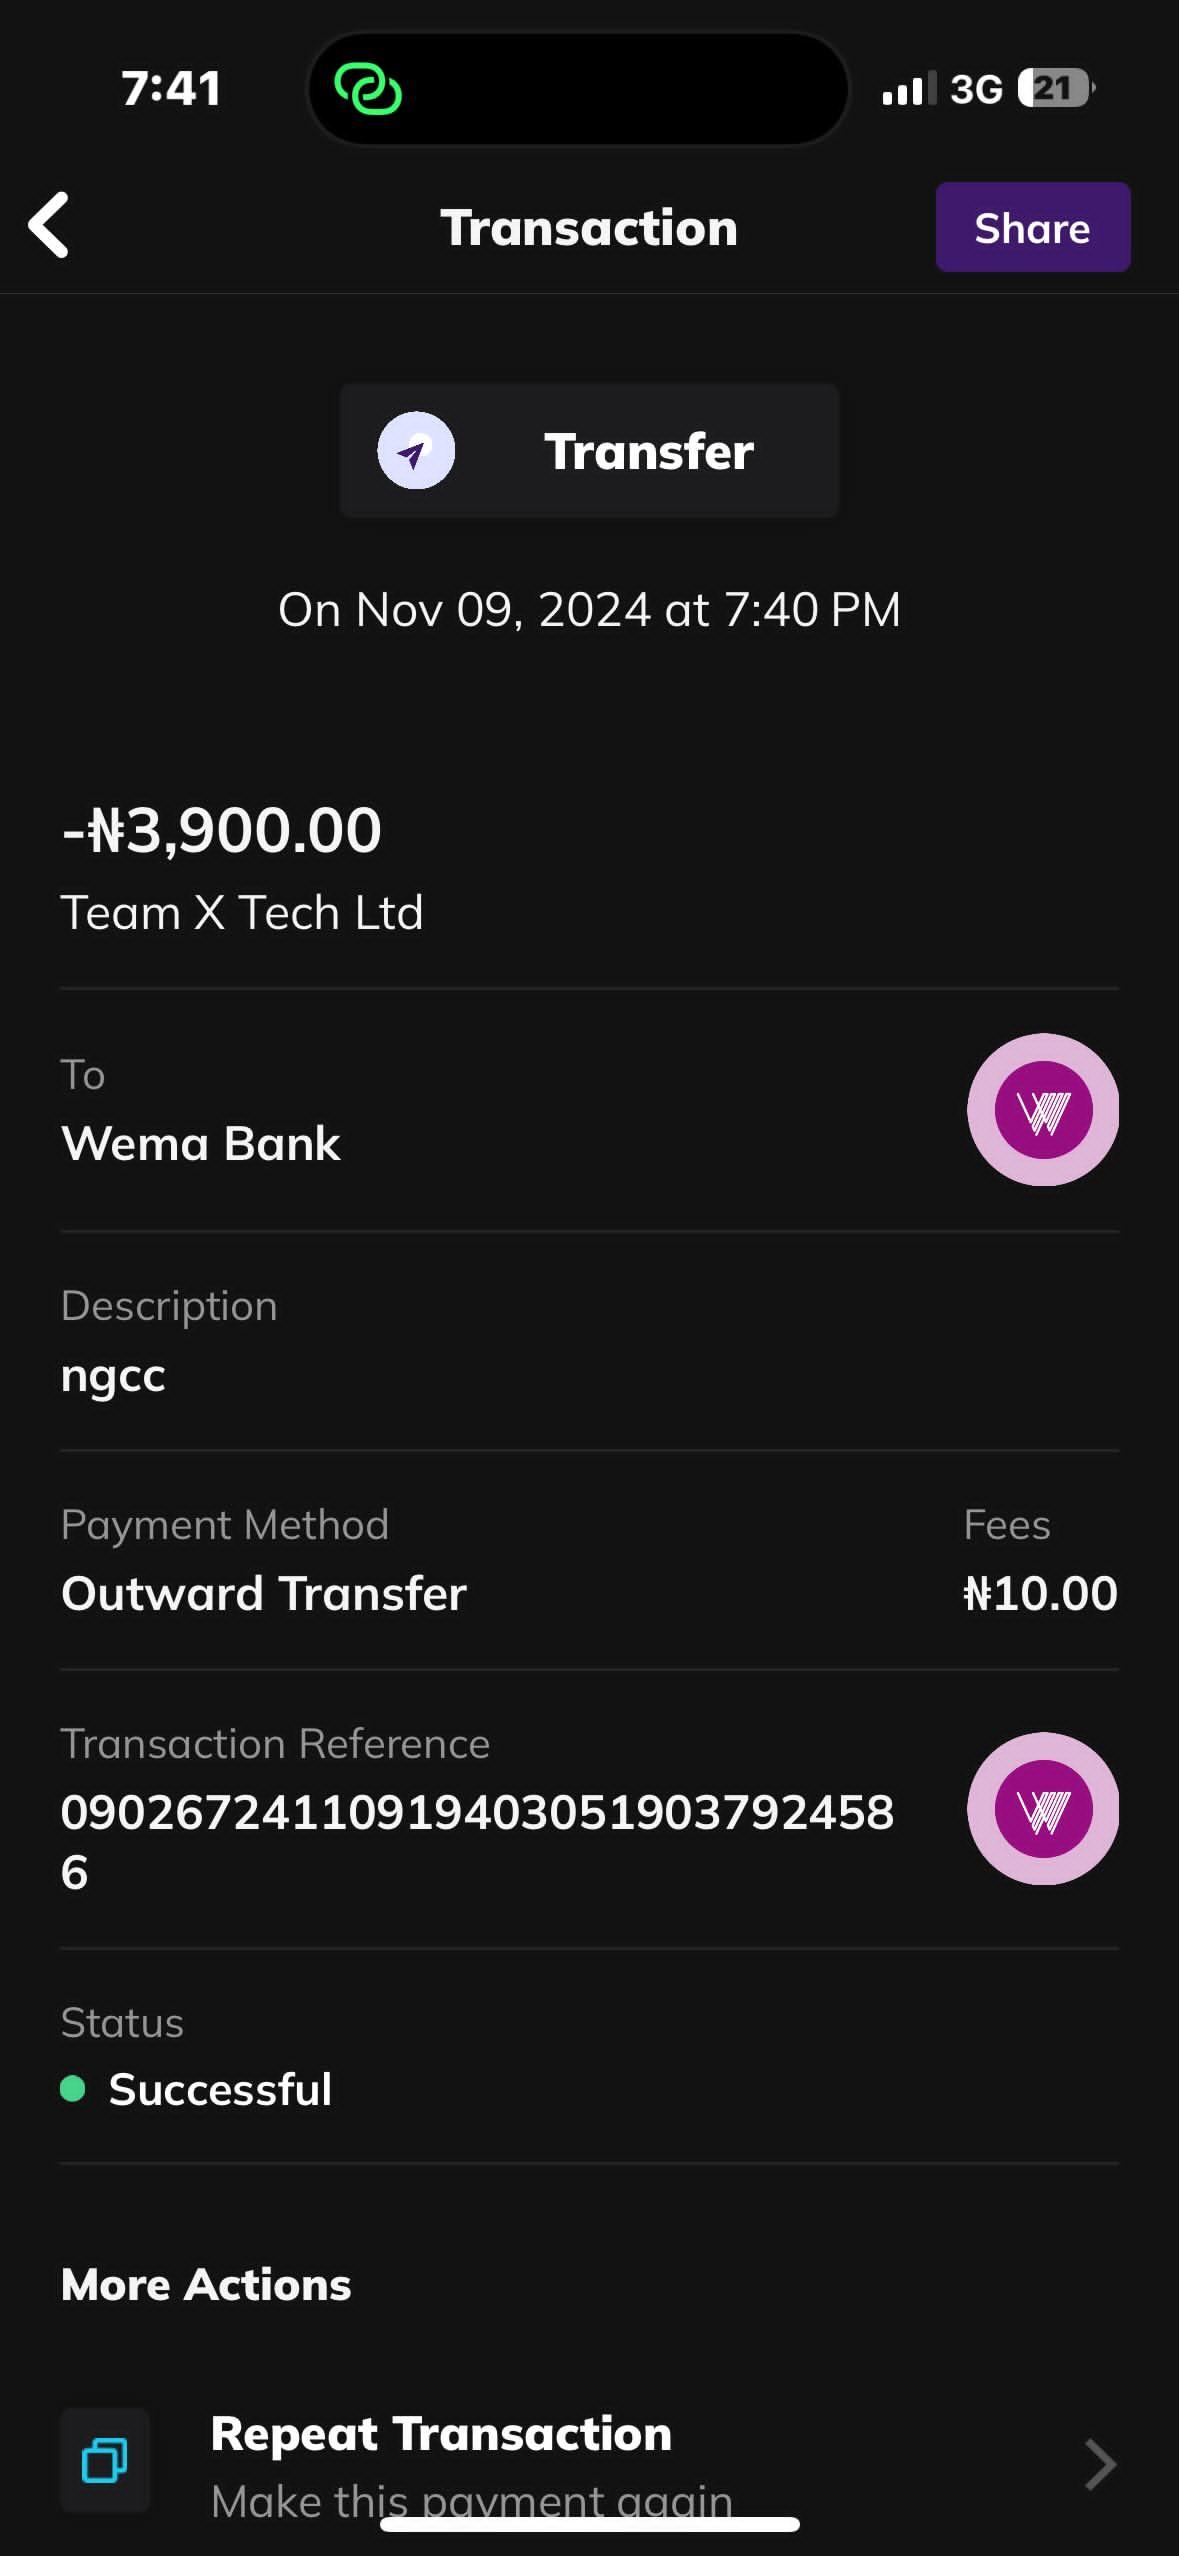 7:41
3G 21
Transaction
Share
Transfer
On Nov 09, 2024 at 7:40 PM
-₦3,900.00
Team X Tech Ltd
To
Wema Bank
Description
ngcc
Payment Method
Fees
Outward Transfer
₦10.00
Transaction Reference
09026724110919403051903792458
6
Status
Successful
More Actions
Repeat Transaction
Make this payment again